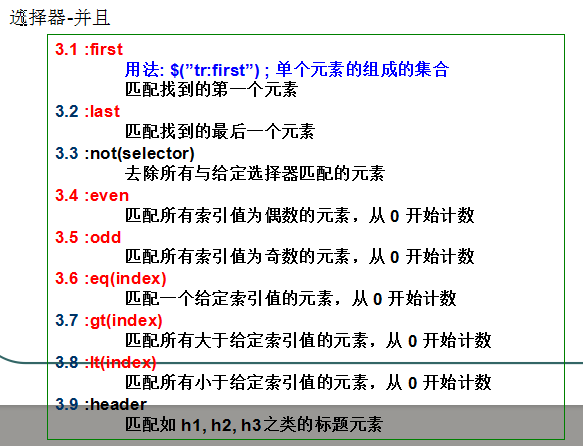 选择器-并且
3.1 :first
用法: $(”tr:first”) ; 单个元素的组成的集合
匹配找到的第一个元素
3.2 :last
匹配找到的最后一个元素
3.3 :not(selector)
去除所有与给定选择器匹配的元素
3.4 :even
匹配所有索引值为偶数的元素，从 0 开始计数
3.5 :odd
匹配所有索引值为奇数的元素，从 0 开始计数
3.6 :eq(index)
匹配一个给定索引值的元素，从 0 开始计数
3.7 :gt(index)
匹配所有大于给定索引值的元素，从 0 开始计数
3.8 :lt(index)
匹配所有小于给定索引值的元素，从 0 开始计数
3.9 :header
匹配如 h1, h2, h3之类的标题元素